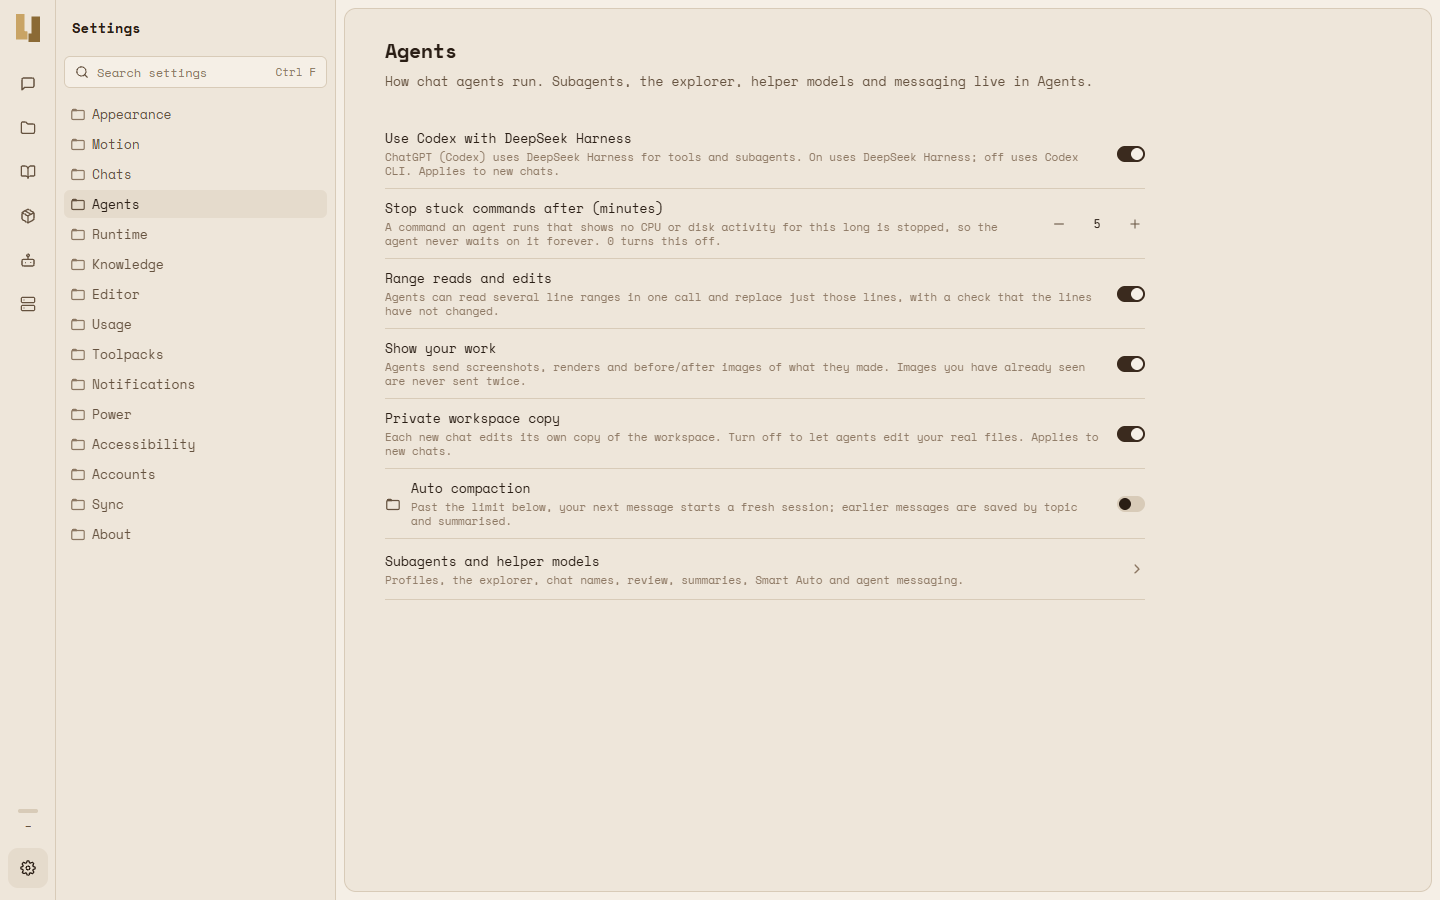 Settings
Search settings Ctrl F
Appearance
Motion
Chats
Agents
Runtime
Knowledge
Editor
Usage
Toolpacks
Notifications
Power
Accessibility
Accounts
Sync
About
–
Agents
How chat agents run. Subagents, the explorer, helper models and messaging live in Agents.
Use Codex with DeepSeek Harness
ChatGPT (Codex) uses DeepSeek Harness for tools and subagents. On uses DeepSeek Harness; off uses Codex
CLI. Applies to new chats.
Stop stuck commands after (minutes)
A command an agent runs that shows no CPU or disk activity for this long is stopped, so the
agent never waits on it forever. 0 turns this off.
5
Range reads and edits
Agents can read several line ranges in one call and replace just those lines, with a check that the lines
have not changed.
Show your work
Agents send screenshots, renders and before/after images of what they made. Images you have already seen
are never sent twice.
Private workspace copy
Each new chat edits its own copy of the workspace. Turn off to let agents edit your real files. Applies to
new chats.
Auto compaction
Past the limit below, your next message starts a fresh session; earlier messages are saved by topic
and summarised.
Subagents and helper models
Profiles, the explorer, chat names, review, summaries, Smart Auto and agent messaging.